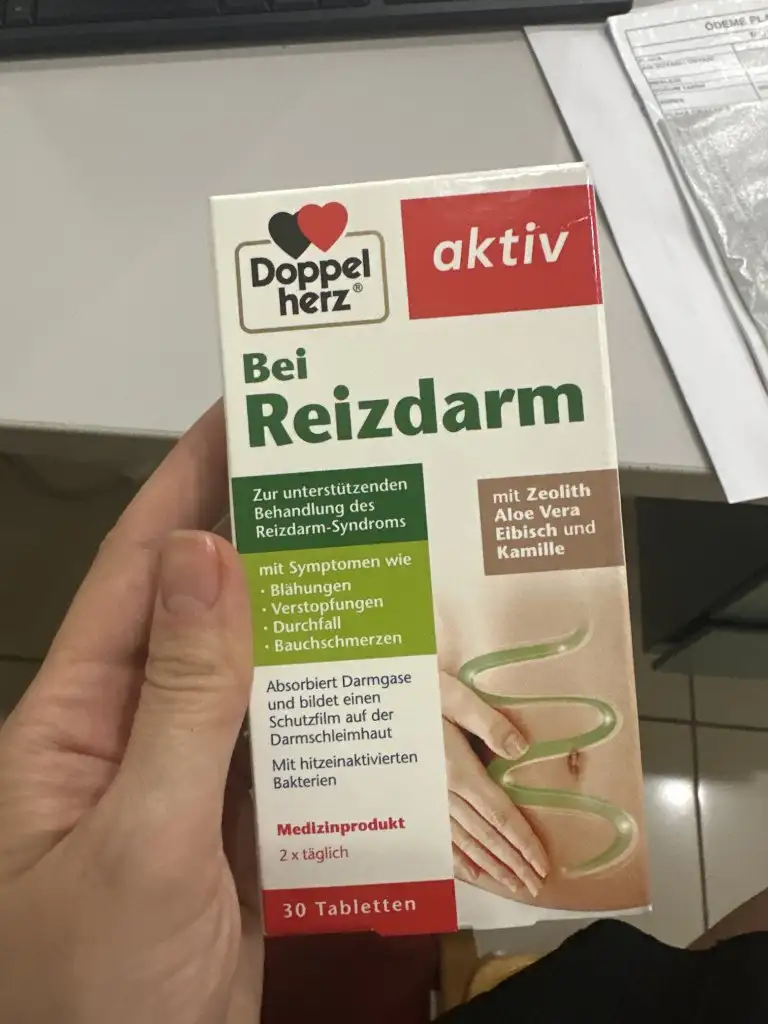 ÖDEME PLA
Doppel
herz®
aktiv
Bei
Reizdarm
Zur unterstützenden
Behandlung des
Reizdarm-Syndroms
mit Zeolith
Aloe Vera
Eibisch und
Kamille
mit Symptomen wie
· Blähungen
· Verstopfungen
· Durchfall
· Bauchschmerzen
Absorbiert Darmgase
und bildet einen
Schutzfilm auf der
Darmschleimhaut
Mit hitzeinaktivierten
Bakterien
Medizinprodukt
2 x täglich
30 Tabletten